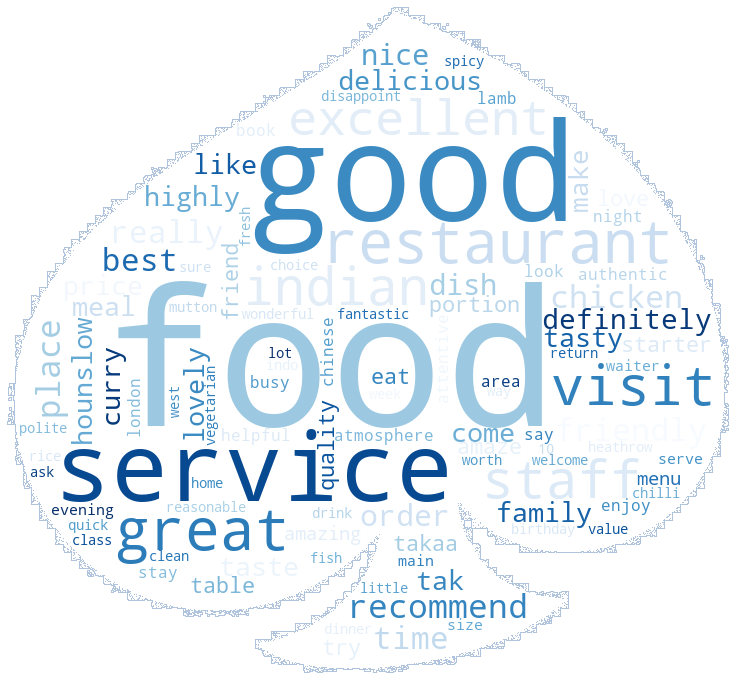 nice
spicy
delicious
disappoint
lamb
excellent
book
good
like
make
highly
love
fresh
night
really
restaurant
friend
best
sure
choice
look
authentic
indian
dish
price
chicken
meal
mutton
portion
wonderful
fantastic
definitely
food
tasty
starter
place
hounslow
curry
lovely
chinese
attentive
lot
return
indo
waiter
busy
eat
area
visit
west
london
vegetarian
week
way
polite
helpful
atmosphere
come
say
friendly
quality
service
amaze
10
heathrow
rice
worth
welcome
serve
ask
staff
home
menu
chilli
evening
reasonable
drink
order
family
enjoy
quick
great
birthday
value
class
amazing
takaa
clean
fish
main
stay
taste
table
tak
little
recommend
size
dinner
time
try